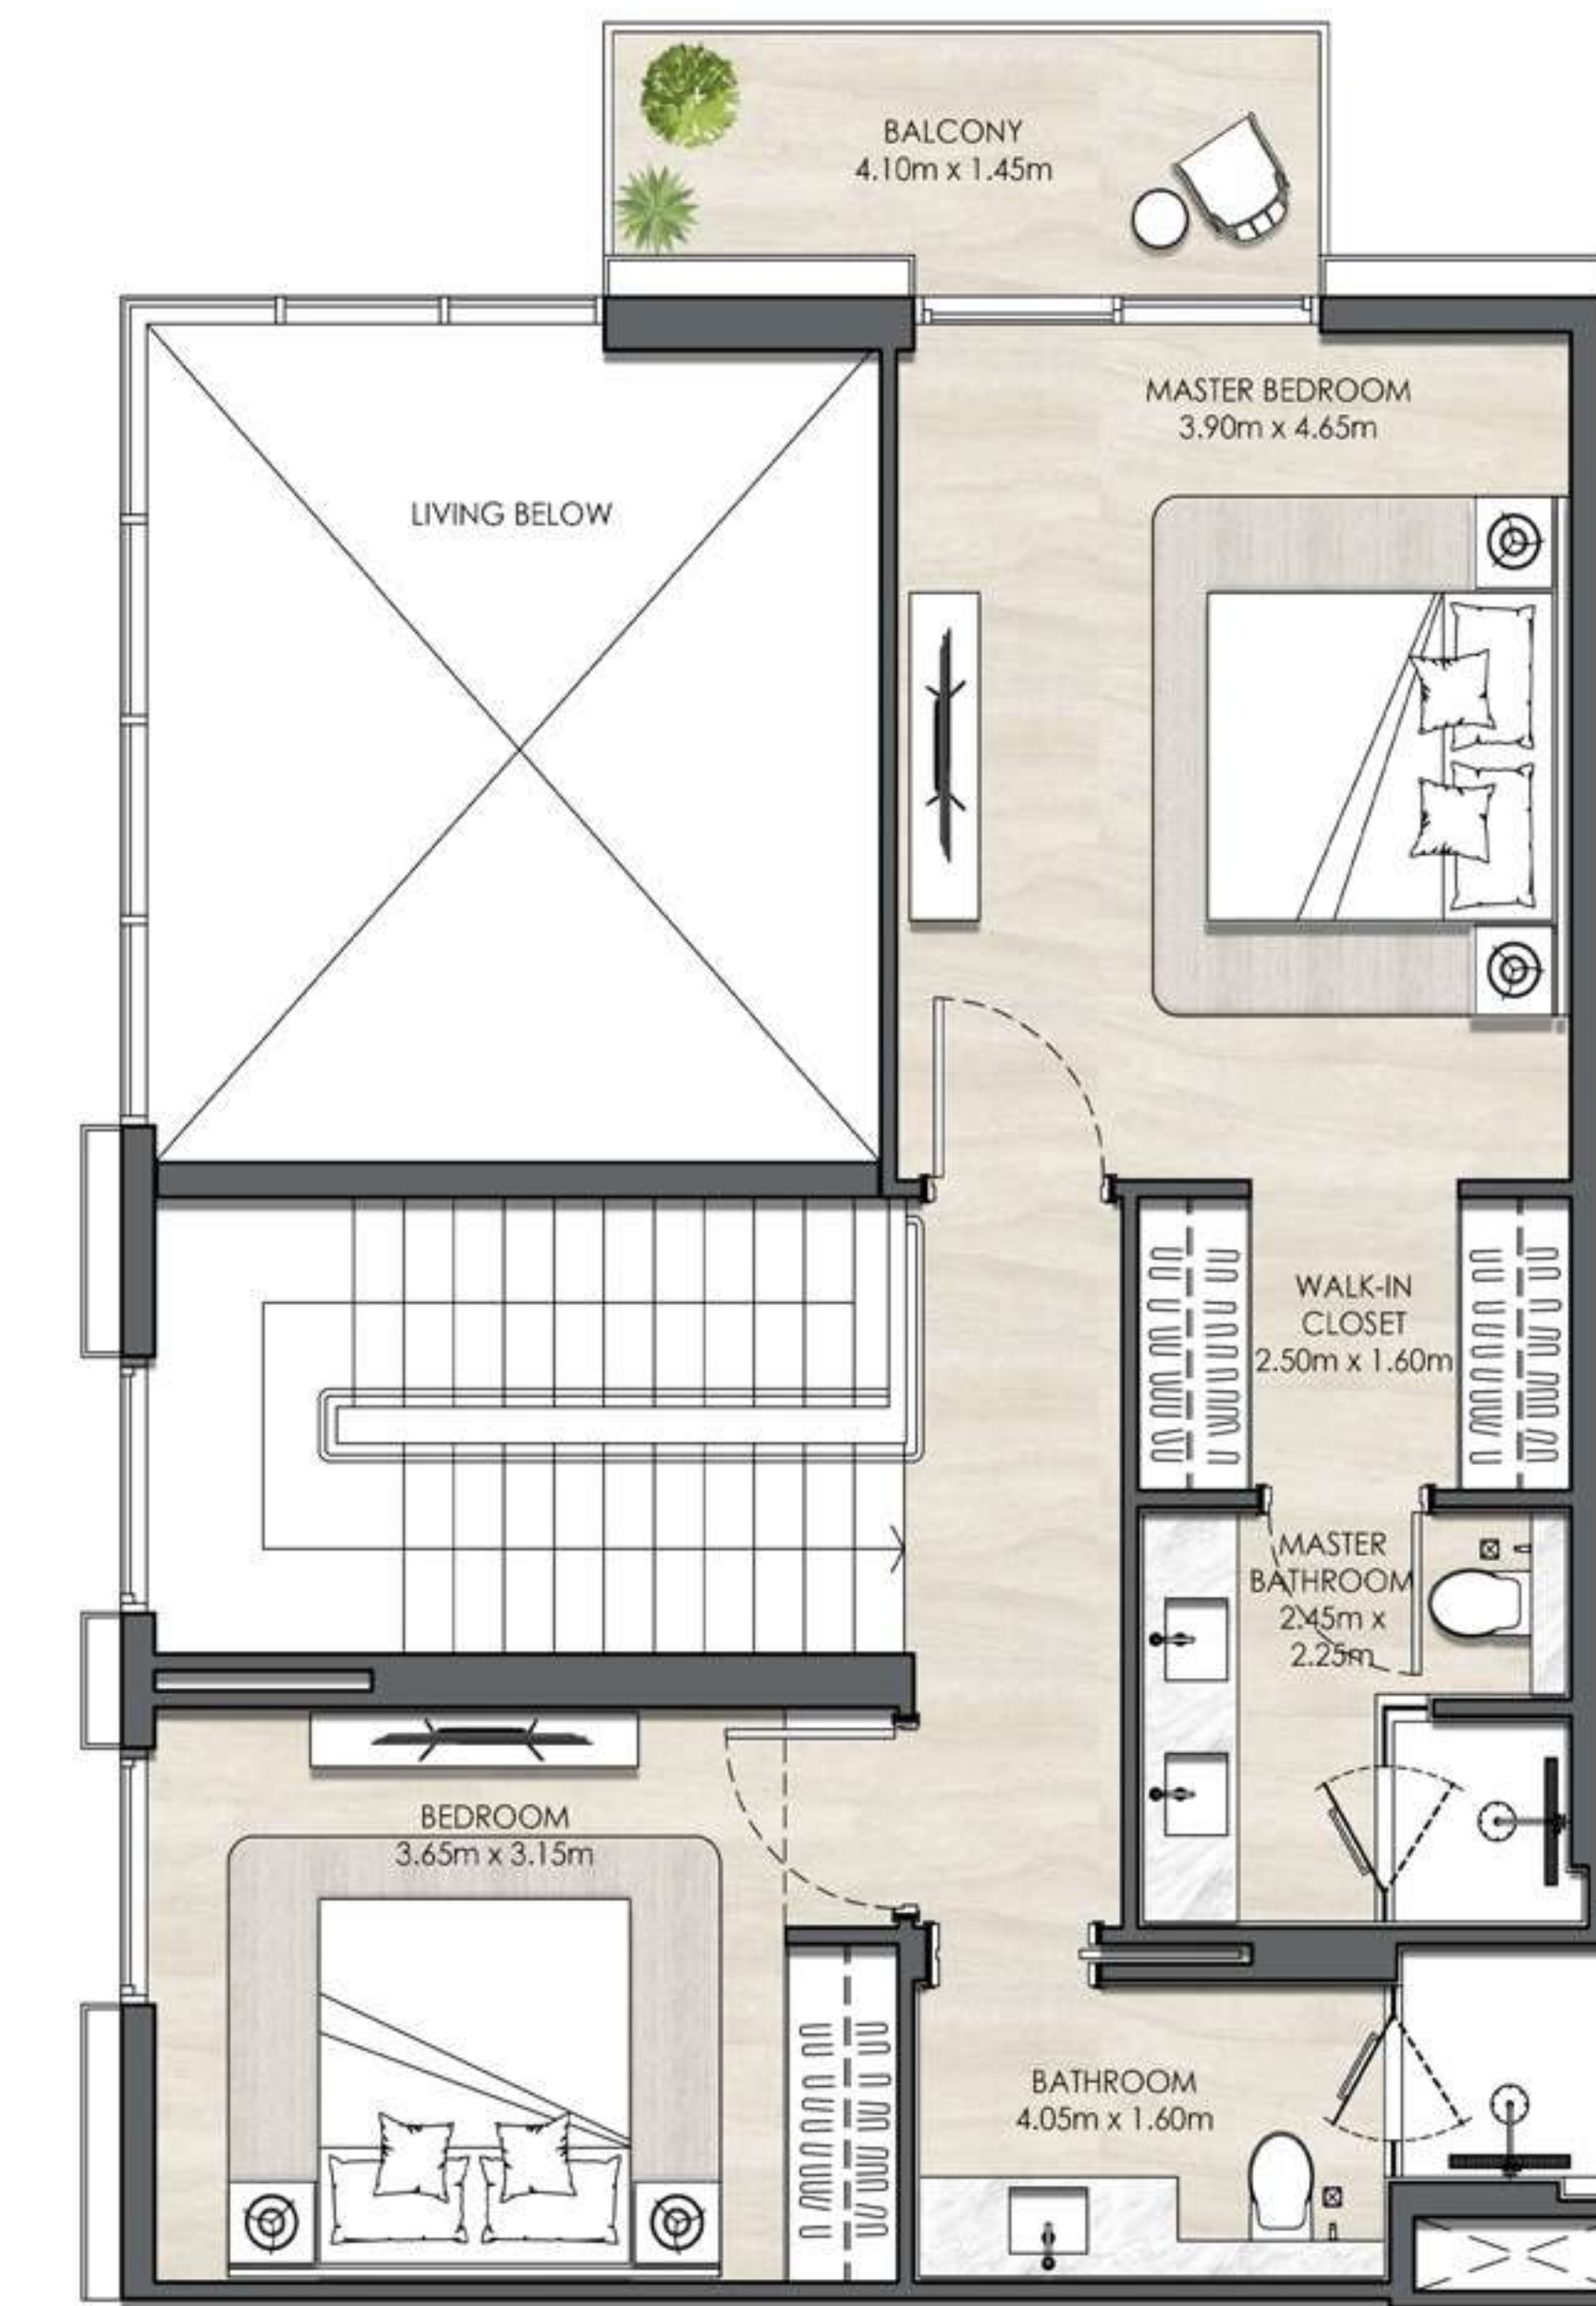 BALCONY
4.10m x 1.45m
MASTER BEDROOM
3.90m x 4.65m
LIVING BELOW
WALK-IN
CLOSET
2.50m x 1.60m
MASTER
BATHROOM
2.45m x
2.25m
BEDROOM
3.65m x 3.15m
BATHROOM
4.05m x 1.60m